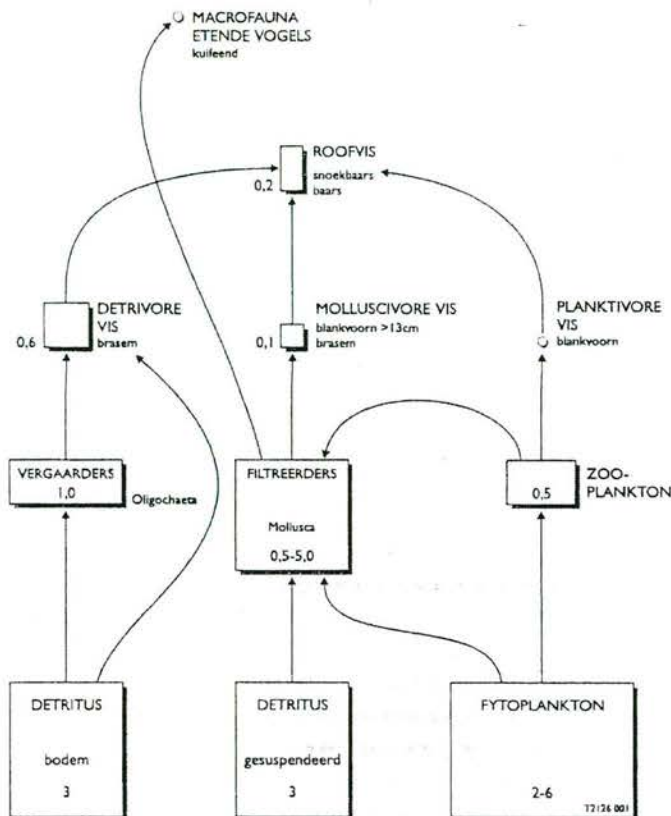 MACROFAUNA
ETENDE VOGELS
kuifeend
ROOFVIS
snoekbaars
baars
0,2
DETRIVORE
VIS
brasem
0,6
MOLLUSCIVORE VIS
blankvoorn >13cm
brasem
0,1
PLANKTIVORE
VIS
blankvoorn
VERGAARDERS
1,0
Oligochaeta
FILTREERDERS
Mollusca
0,5-5,0
ZOO-
PLANKTON
0,5
DETRITUS
bodem
3
DETRITUS
gesuspendeerd
3
FYTOPLANKTON
2-6
T2126 001